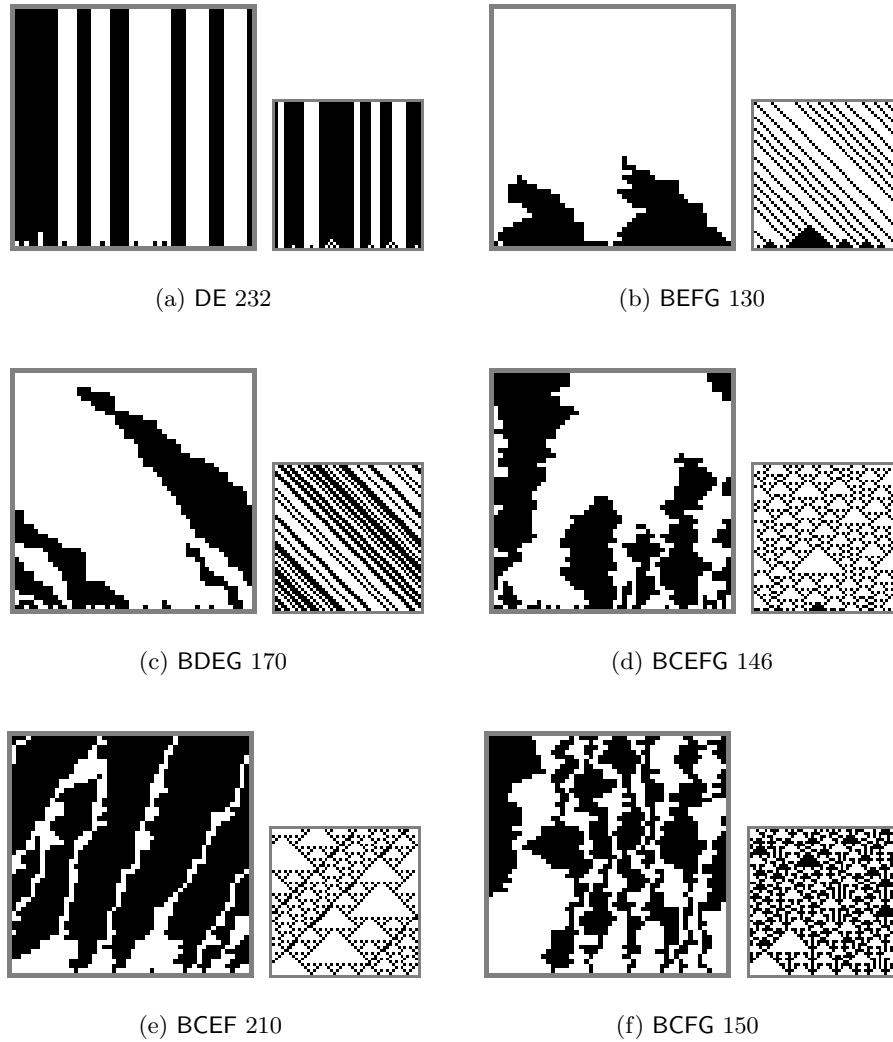 (a) DE 232
(b) BEFG 130
(c) BDEG 170
(d) BCEFG 146
(e) BCEF 210
(f) BCFG 150